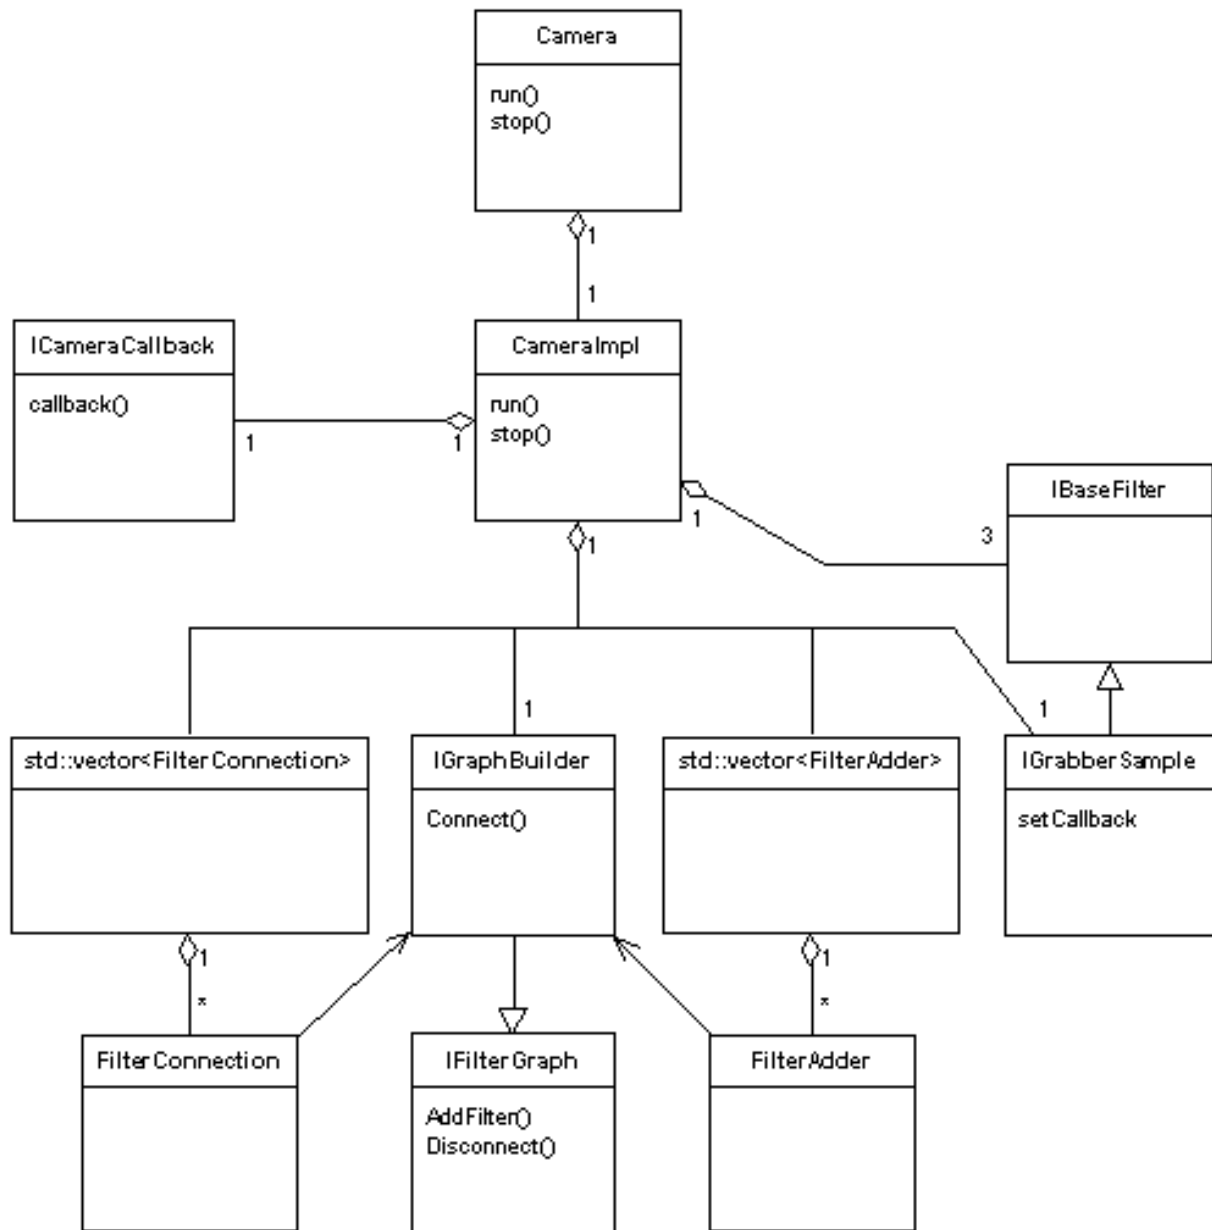 Camera
run()
stop()
1
1
ICameraCallback
callback()
1
1
CameraImpl
run()
stop()
1
3
1
IBaseFilter
std::vector<FilterConnection>
1
IGraphBuilder
Connect()
std::vector<FilterAdder>
1
IGrabberSample
setCallback
1
*
1
*
FilterConnection
IFilterGraph
AddFilter()
Disconnect()
FilterAdder